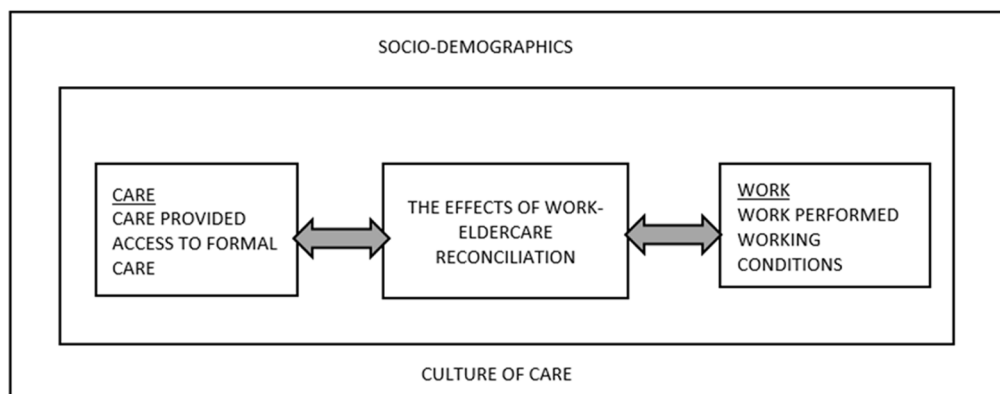 SOCIO-DEMOGRAPHICS
CARE
CARE PROVIDED
ACCESS TO FORMAL
CARE
THE EFFECTS OF WORK-
ELDERCARE
RECONCILIATION
WORK
WORK PERFORMED
WORKING
CONDITIONS
CULTURE OF CARE